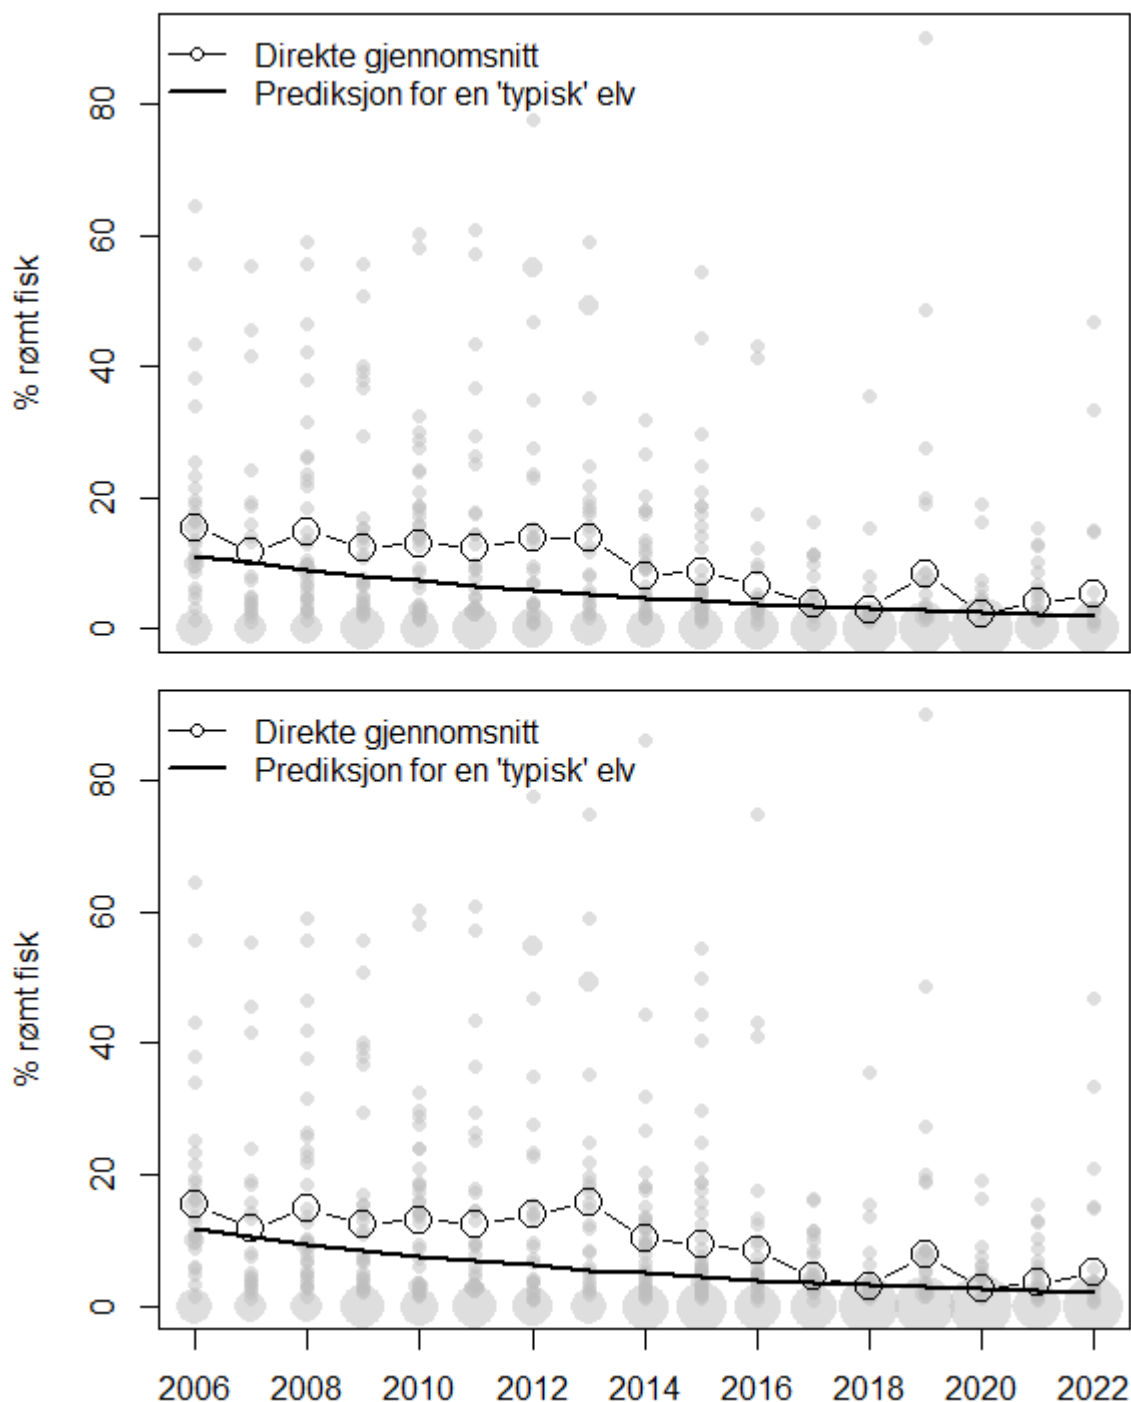 Direkte gjennomsnitt
Prediksjon for en 'typisk' elv
% rømt fisk
80
60
40
20
0
Direkte gjennomsnitt
Prediksjon for en 'typisk' elv
% rømt fisk
80
60
40
20
0
2006 2008 2010 2012 2014 2016 2018 2020 2022